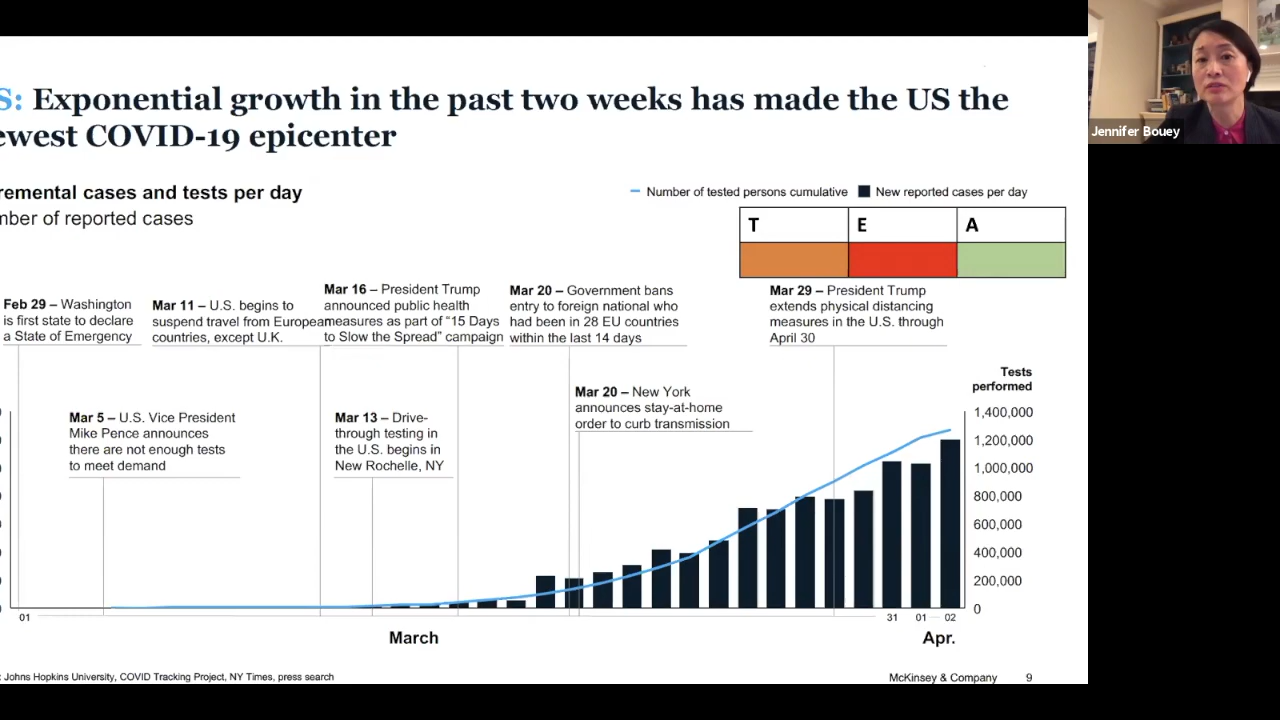 S: Exponential growth in the past two weeks has made the US the
ewest COVID-19 epicenter
remental cases and tests per day
mber of reported cases
Number of tested persons cumulative
New reported cases per day
T E A
Feb 29 – Washington
is first state to declare
a State of Emergency
Mar 11 – U.S. begins to
suspend travel from European
countries, except U.K.
Mar 16 – President Trump
announced public health
measures as part of “15 Days
to Slow the Spread” campaign
Mar 20 – Government bans
entry to foreign national who
had been in 28 EU countries
within the last 14 days
Mar 29 – President Trump
extends physical distancing
measures in the U.S. through
April 30
Mar 5 – U.S. Vice President
Mike Pence announces
there are not enough tests
to meet demand
Mar 13 – Drive-
through testing in
the U.S. begins in
New Rochelle, NY
Mar 20 – New York
announces stay-at-home
order to curb transmission
Tests
performed
1,400,000
1,200,000
1,000,000
800,000
600,000
400,000
200,000
0
01 31 01 02
March Apr.
: Johns Hopkins University, COVID Tracking Project, NY Times, press search
McKinsey & Company 9
Jennifer Bouey